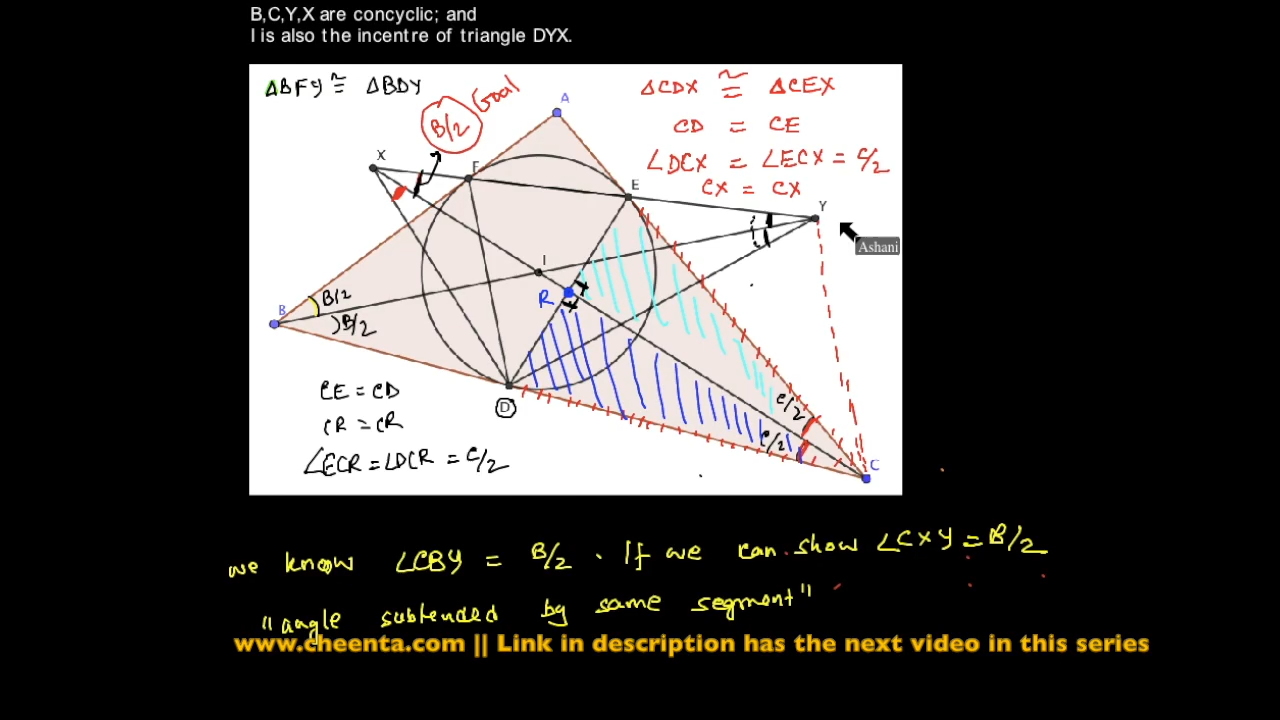 B,C,Y,X are concyclic; and
I is also the incentre of triangle DYX.
ΔBFY ≅ ΔBDY
Goal
B/2
A
ΔCDX ≅ ΔCEX
CD = CE
∠DCX = ∠ECX = C/2
CX = CX
X
F
E
Y
Ashani
I
R
B
B/2
B/2
CE = CD
CR = CR
∠ECR = ∠DCR = C/2
D
C/2
C/2
C
we know ∠CBY = B/2 . If we can show ∠CXY = B/2
"angle subtended by same segment"
www.cheenta.com || Link in description has the next video in this series